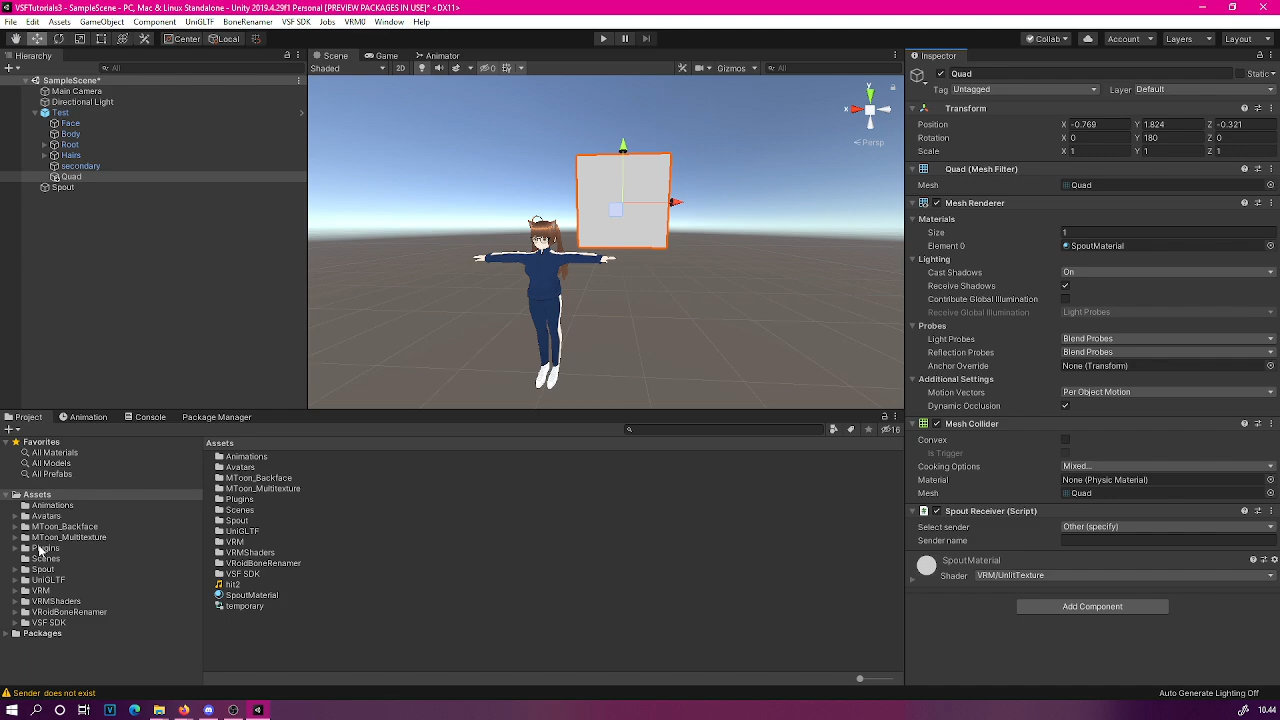 VSFTutorials3 - SampleScene - PC, Mac & Linux Standalone - Unity 2019.4.29f1 Personal [PREVIEW PACKAGES IN USE]* <DX11>
File Edit Assets GameObject Component Jobs UniGLTF BoneRenamer VSF SDK Jobs VRM0 Window Help
Center Local Collab Account Layers Layout
Hierarchy Scene Game Animator Inspector
All Shaded 2D 0 Gizmos All
SampleScene*
Main Camera
Directional Light
Test
Face
Body
Root
Hairs
secondary
Quad
Spout
y
x
Persp
Quad Static
Tag Untagged Layer Default
Transform
Position X -0.769 Y 1.824 Z -0.321
Rotation X 0 Y 180 Z 0
Scale X 1 Y 1 Z 1
Quad (Mesh Filter)
Mesh Quad
Mesh Renderer
Materials
Size 1
Element 0 SpoutMaterial
Lighting
Cast Shadows On
Receive Shadows
Contribute Global Illumination
Receive Global Illumination Light Probes
Probes
Light Probes Blend Probes
Reflection Probes Blend Probes
Anchor Override None (Transform)
Additional Settings
Motion Vectors Per Object Motion
Dynamic Occlusion
Mesh Collider
Convex
Is Trigger
Cooking Options Mixed...
Material None (Physic Material)
Mesh Quad
Spout Receiver (Script)
Select sender Other (specify)
Sender name
SpoutMaterial
Shader VRM/UnlitTexture
Add Component
Project Animation Console Package Manager
16
Favorites
All Materials
All Models
All Prefabs
Assets
Animations
Avatars
MToon_Backface
MToon_Multitexture
Plugins
Scenes
Spout
UniGLTF
VRM
VRMShaders
VRoidBoneRenamer
VSF SDK
Packages
Assets
Animations
Avatars
MToon_Backface
MToon_Multitexture
Plugins
Scenes
Spout
UniGLTF
VRM
VRMShaders
VRoidBoneRenamer
VSF SDK
hit2
SpoutMaterial
temporary
Sender does not exist
Auto Generate Lighting Off
10.44